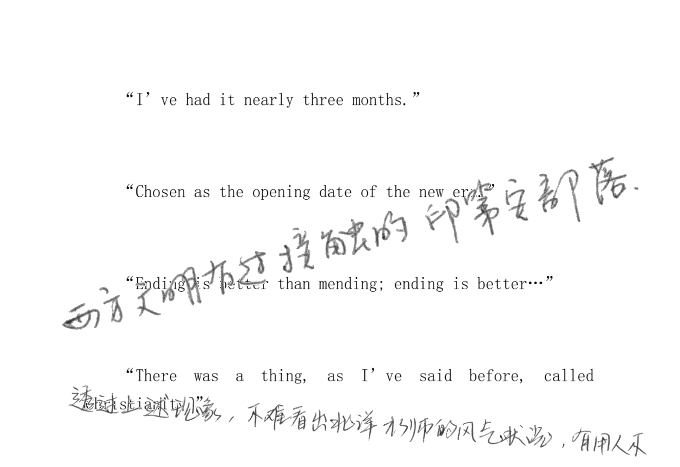 “I’ve had it nearly three months.”
“Chosen as the opening date of the new era.”
西方文明有过接触的印第安部落.
“Ending is better than mending; ending is better…”
“There was a thing, as I’ve said before, called
Christianity.”
透过上述现象，不难看出北洋水师的风气状况，有用人不